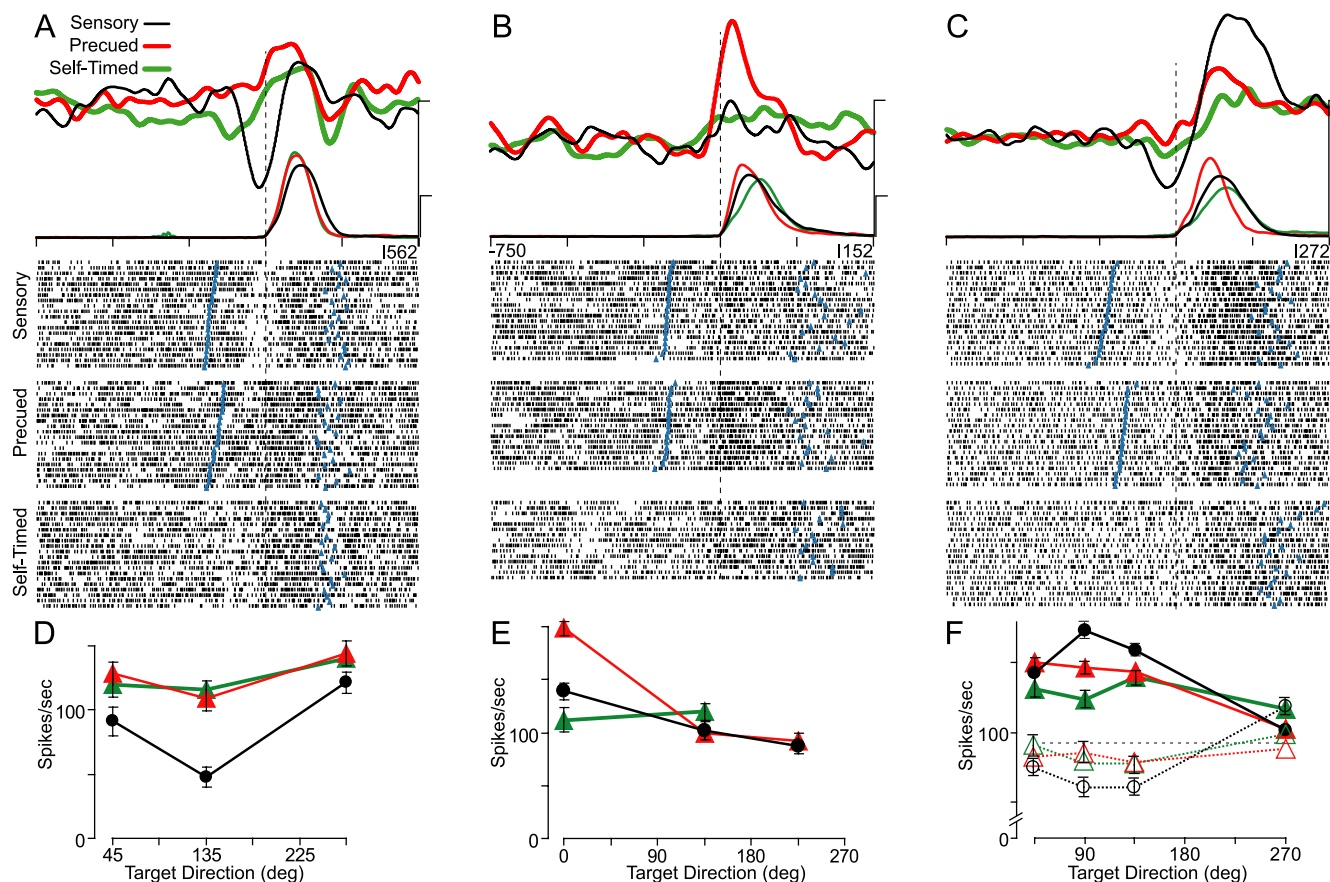 A
Sensory
Precued
Self-Timed
B
C
562
-750
152
272
Sensory
Precued
Self-Timed
D
Spikes/sec
100
0
45 135 225
Target Direction (deg)
E
Spikes/sec
100
0
0 90 180 270
Target Direction (deg)
F
Spikes/sec
100
0
90 180 270
Target Direction (deg)